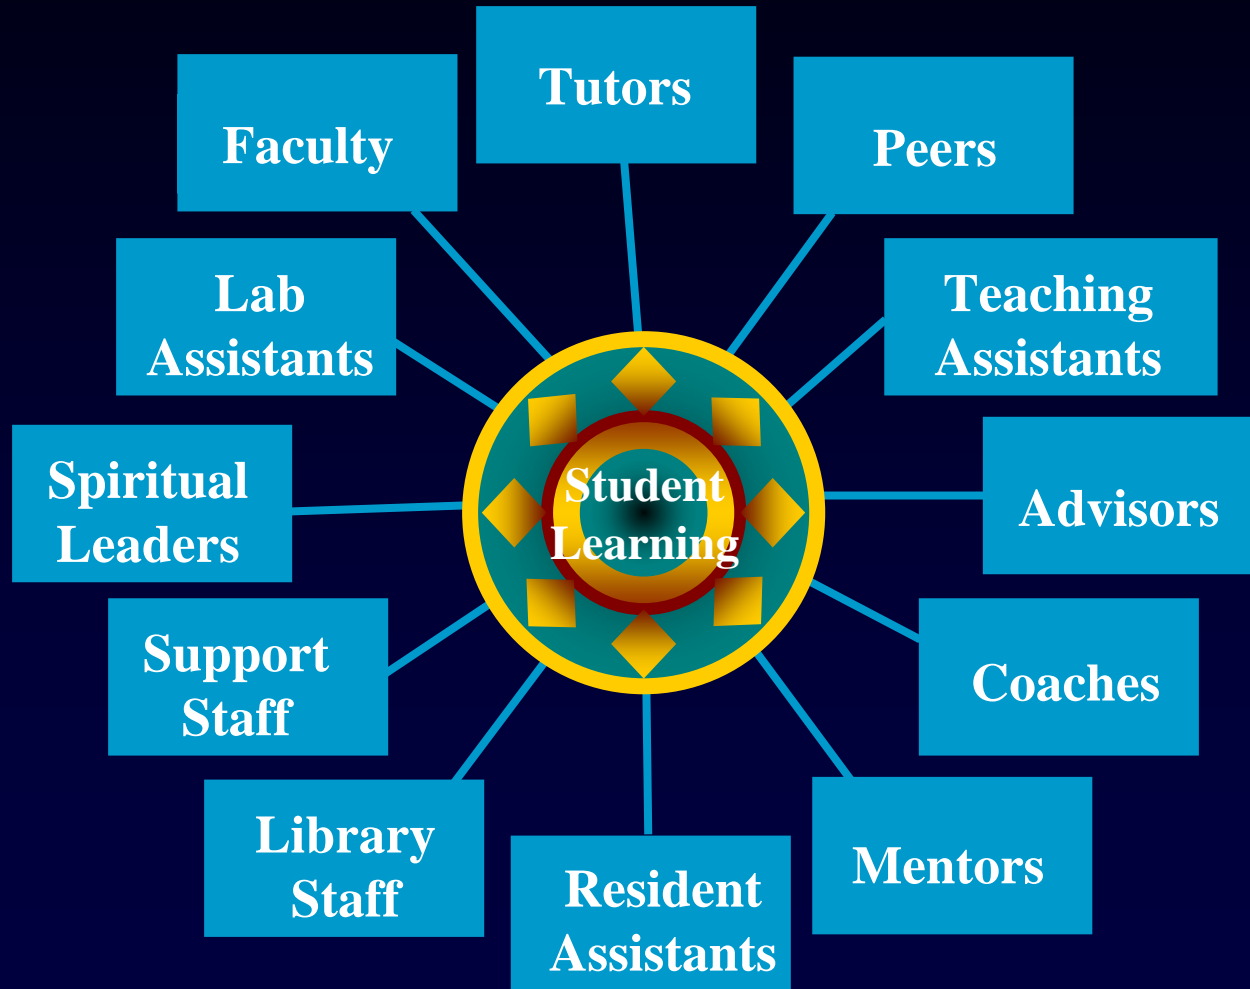 Tutors
Faculty
Peers
Lab
Assistants
Teaching
Assistants
Spiritual
Leaders
Student
Learning
Advisors
Support
Staff
Coaches
Library
Staff
Resident
Assistants
Mentors